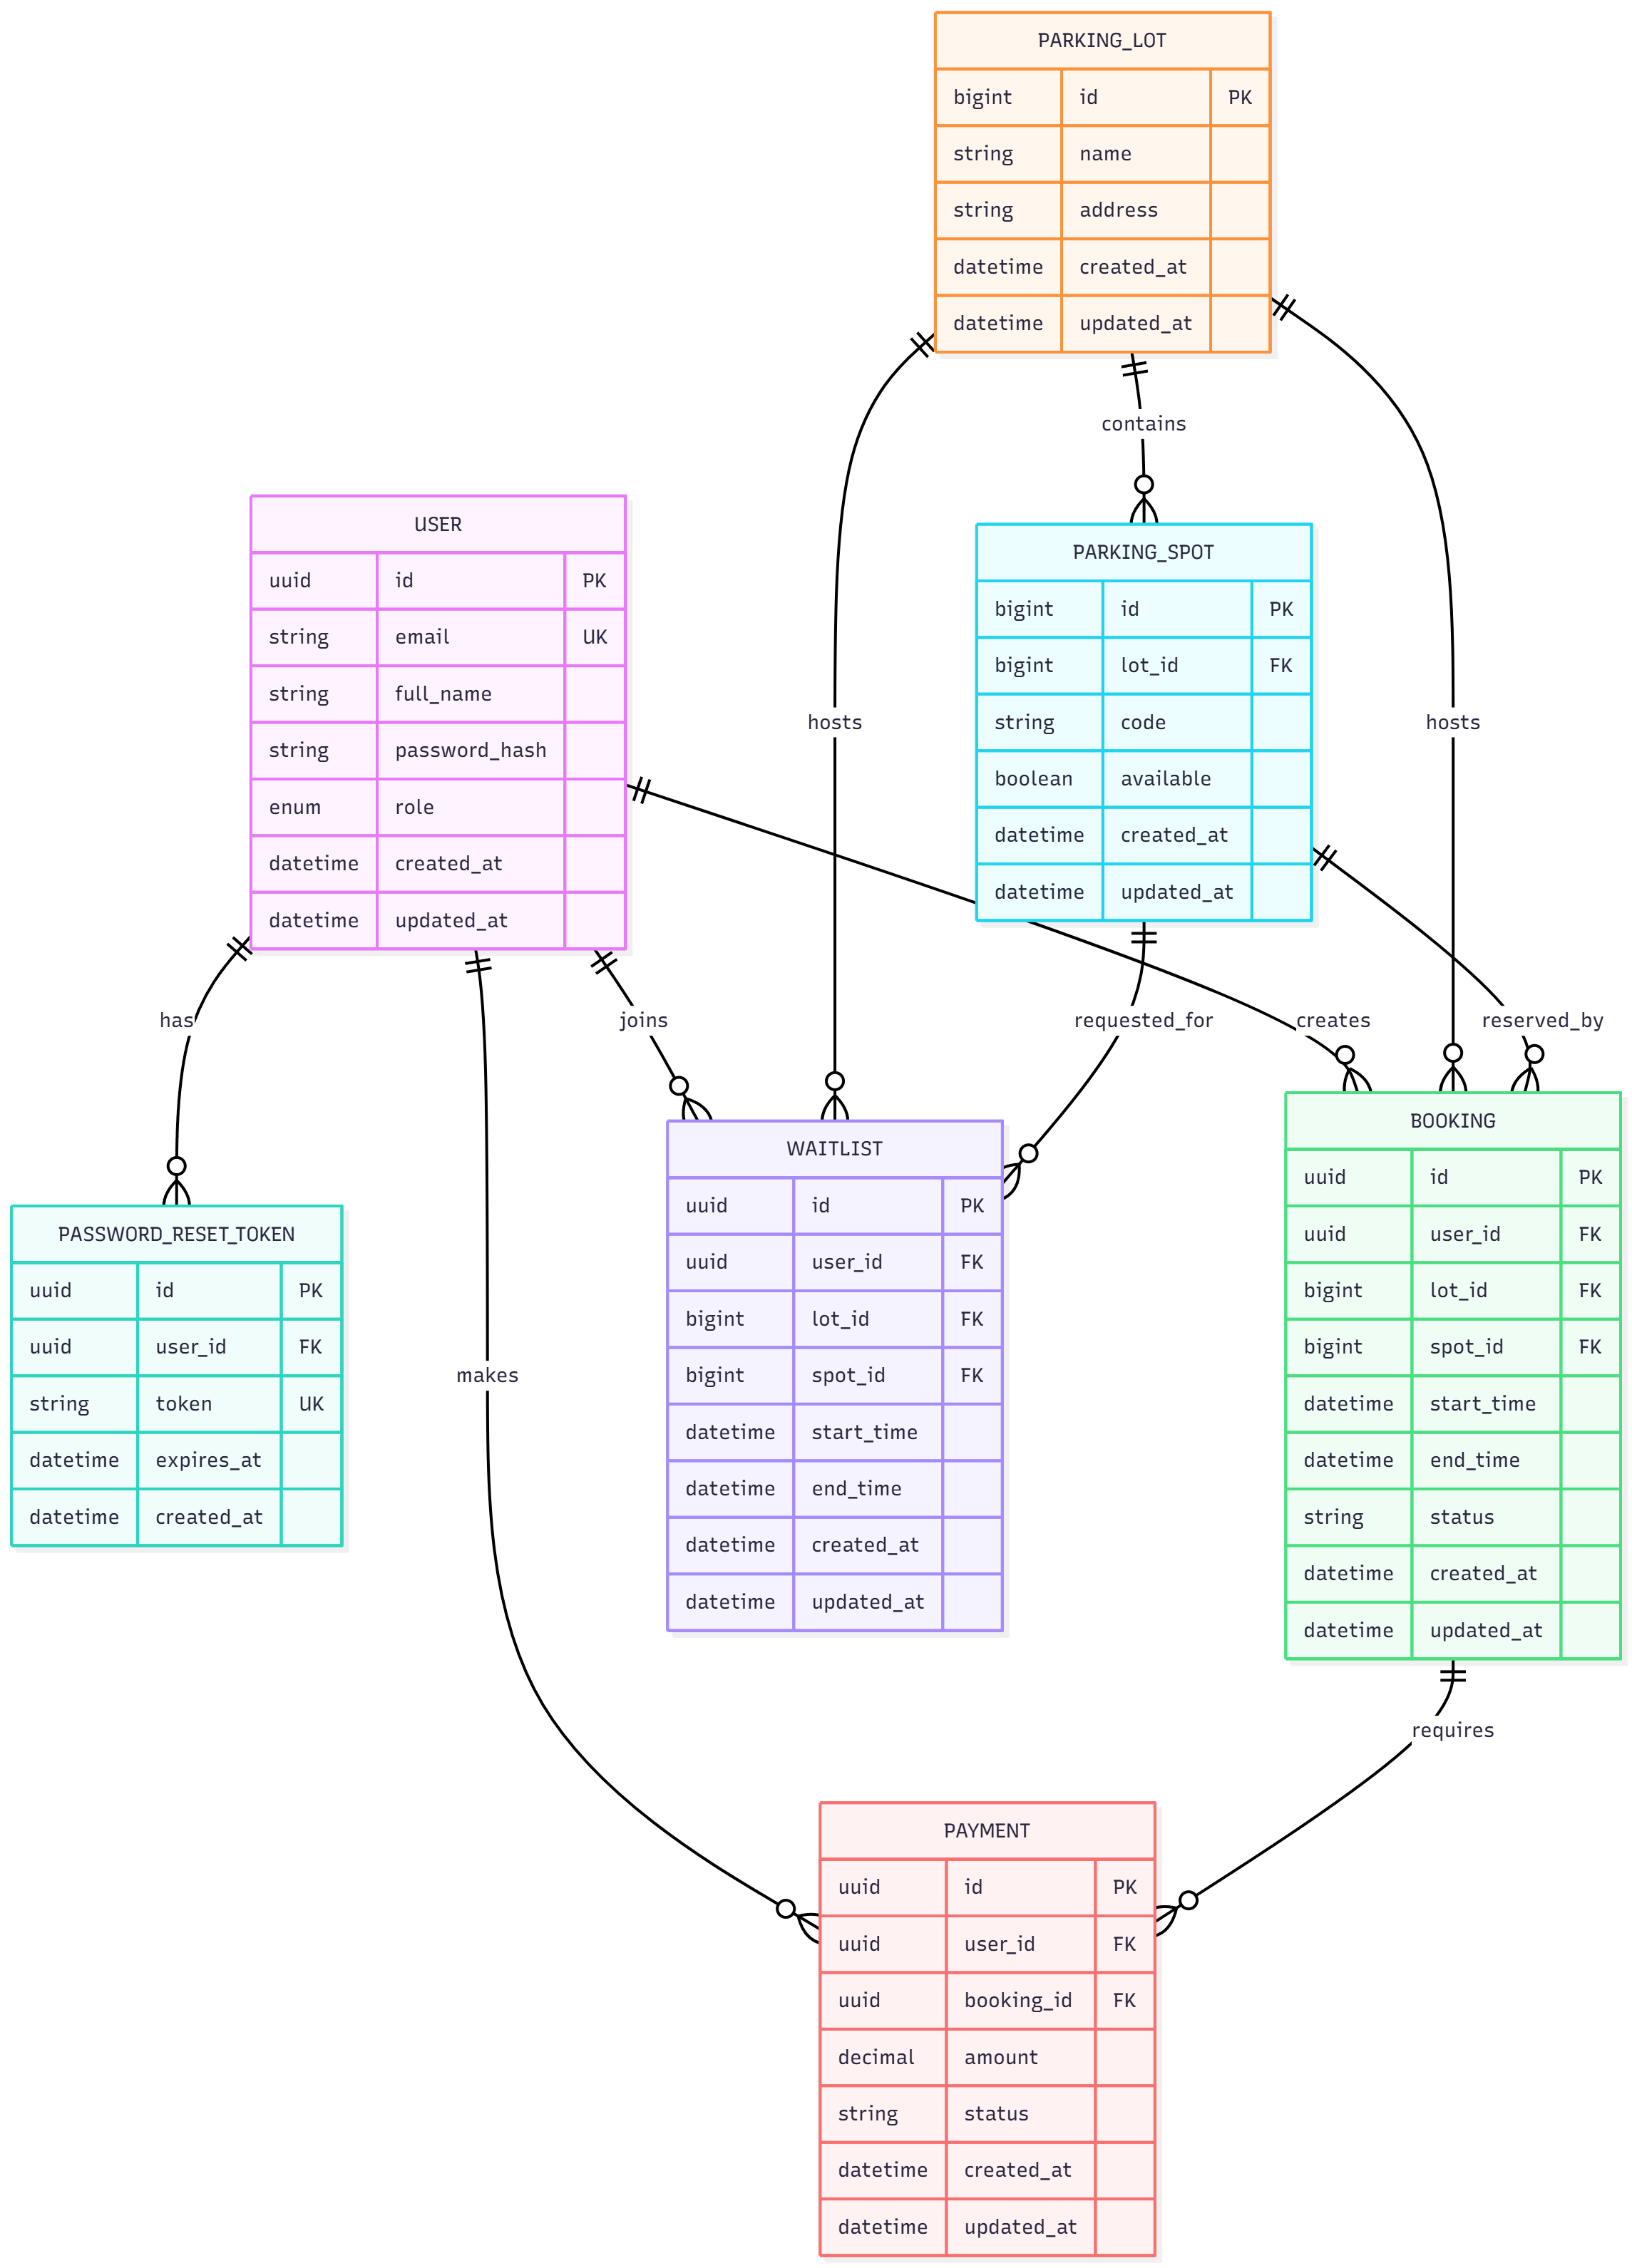 PARKING_LOT
bigint id PK
string name
string address
datetime created_at
datetime updated_at
contains
USER
uuid id PK
string email UK
string full_name
string password_hash
enum role
datetime created_at
datetime updated_at
PARKING_SPOT
bigint id PK
bigint lot_id FK
string code
boolean available
datetime created_at
datetime updated_at
hosts
hosts
has
joins
requested_for
creates
reserved_by
PASSWORD_RESET_TOKEN
uuid id PK
uuid user_id FK
string token UK
datetime expires_at
datetime created_at
makes
WAITLIST
uuid id PK
uuid user_id FK
bigint lot_id FK
bigint spot_id FK
datetime start_time
datetime end_time
datetime created_at
datetime updated_at
BOOKING
uuid id PK
uuid user_id FK
bigint lot_id FK
bigint spot_id FK
datetime start_time
datetime end_time
string status
datetime created_at
datetime updated_at
requires
PAYMENT
uuid id PK
uuid user_id FK
uuid booking_id FK
decimal amount
string status
datetime created_at
datetime updated_at